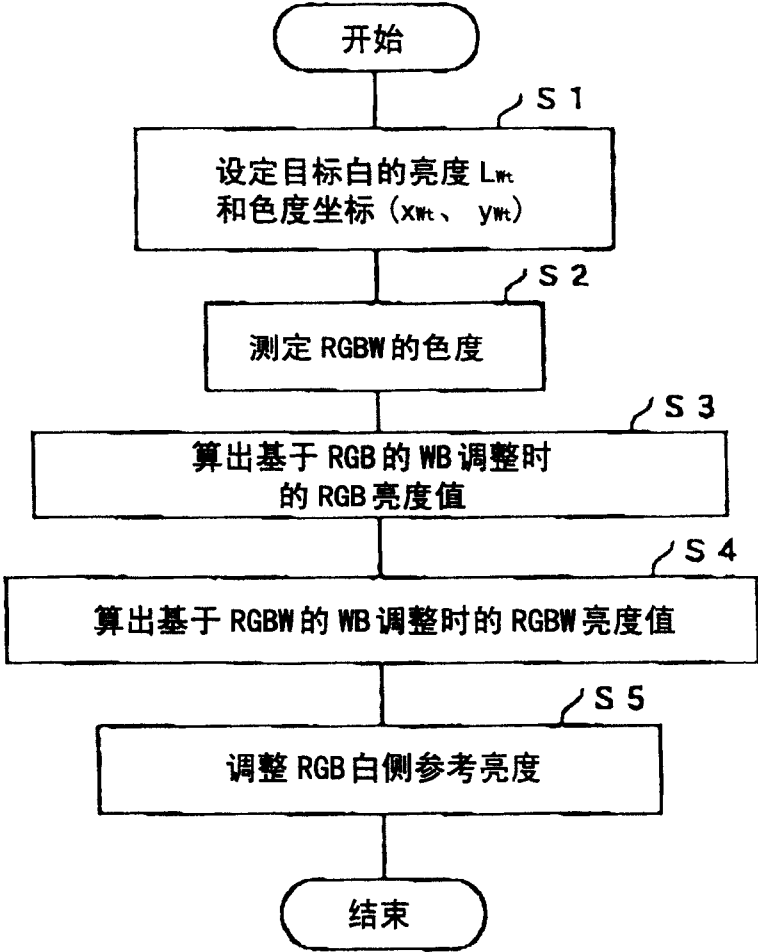 开始
S1
设定目标白的亮度 LWt
和色度坐标 (xWt、 yWt)
S2
测定 RGBW 的色度
S3
算出基于 RGB 的 WB 调整时
的 RGB 亮度值
S4
算出基于 RGBW 的 WB 调整时的 RGBW 亮度值
S5
调整 RGB 白侧参考亮度
结束